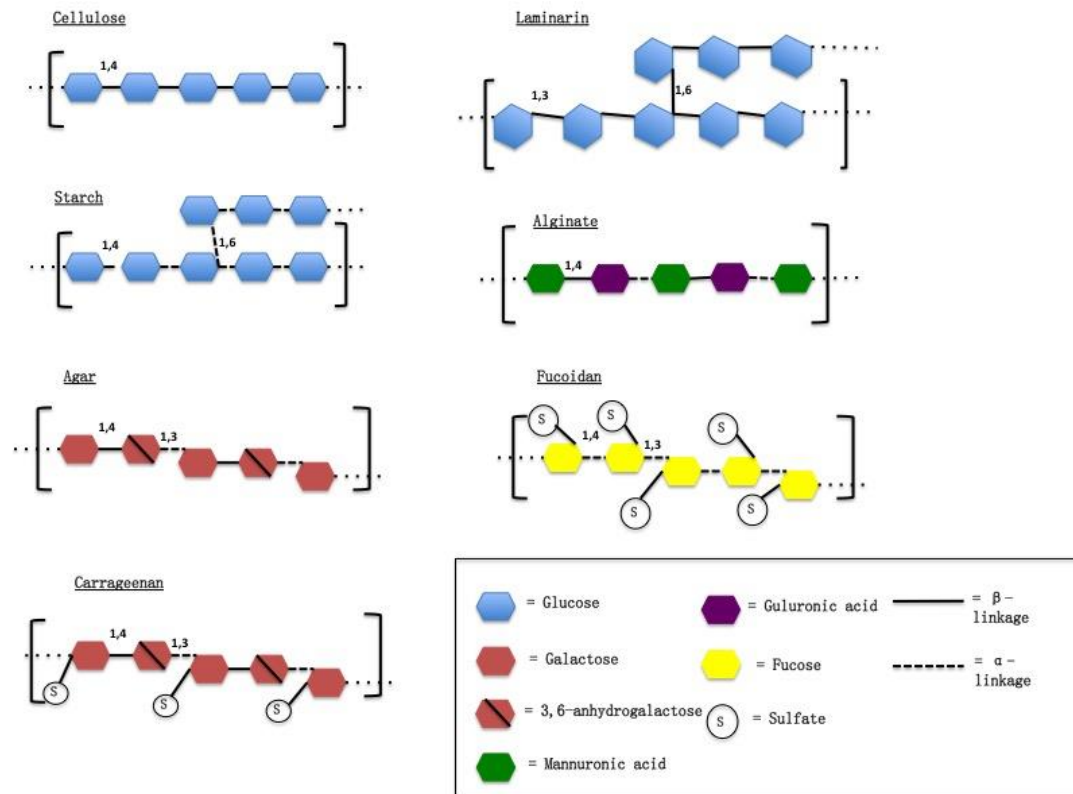 Cellulose
1,4
Laminarin
1,3
1,6
Starch
1,4
1,6
Alginate
1,4
Agar
1,4
1,3
Fucoidan
S
S
1,4
1,3
S
S
S
Carrageenan
1,4
1,3
S
S
S
= Glucose
= Galactose
= 3,6-anhydrogalactose
= Mannuronic acid
= Guluronic acid
= Fucose
S = Sulfate
= β-
linkage
= α-
linkage